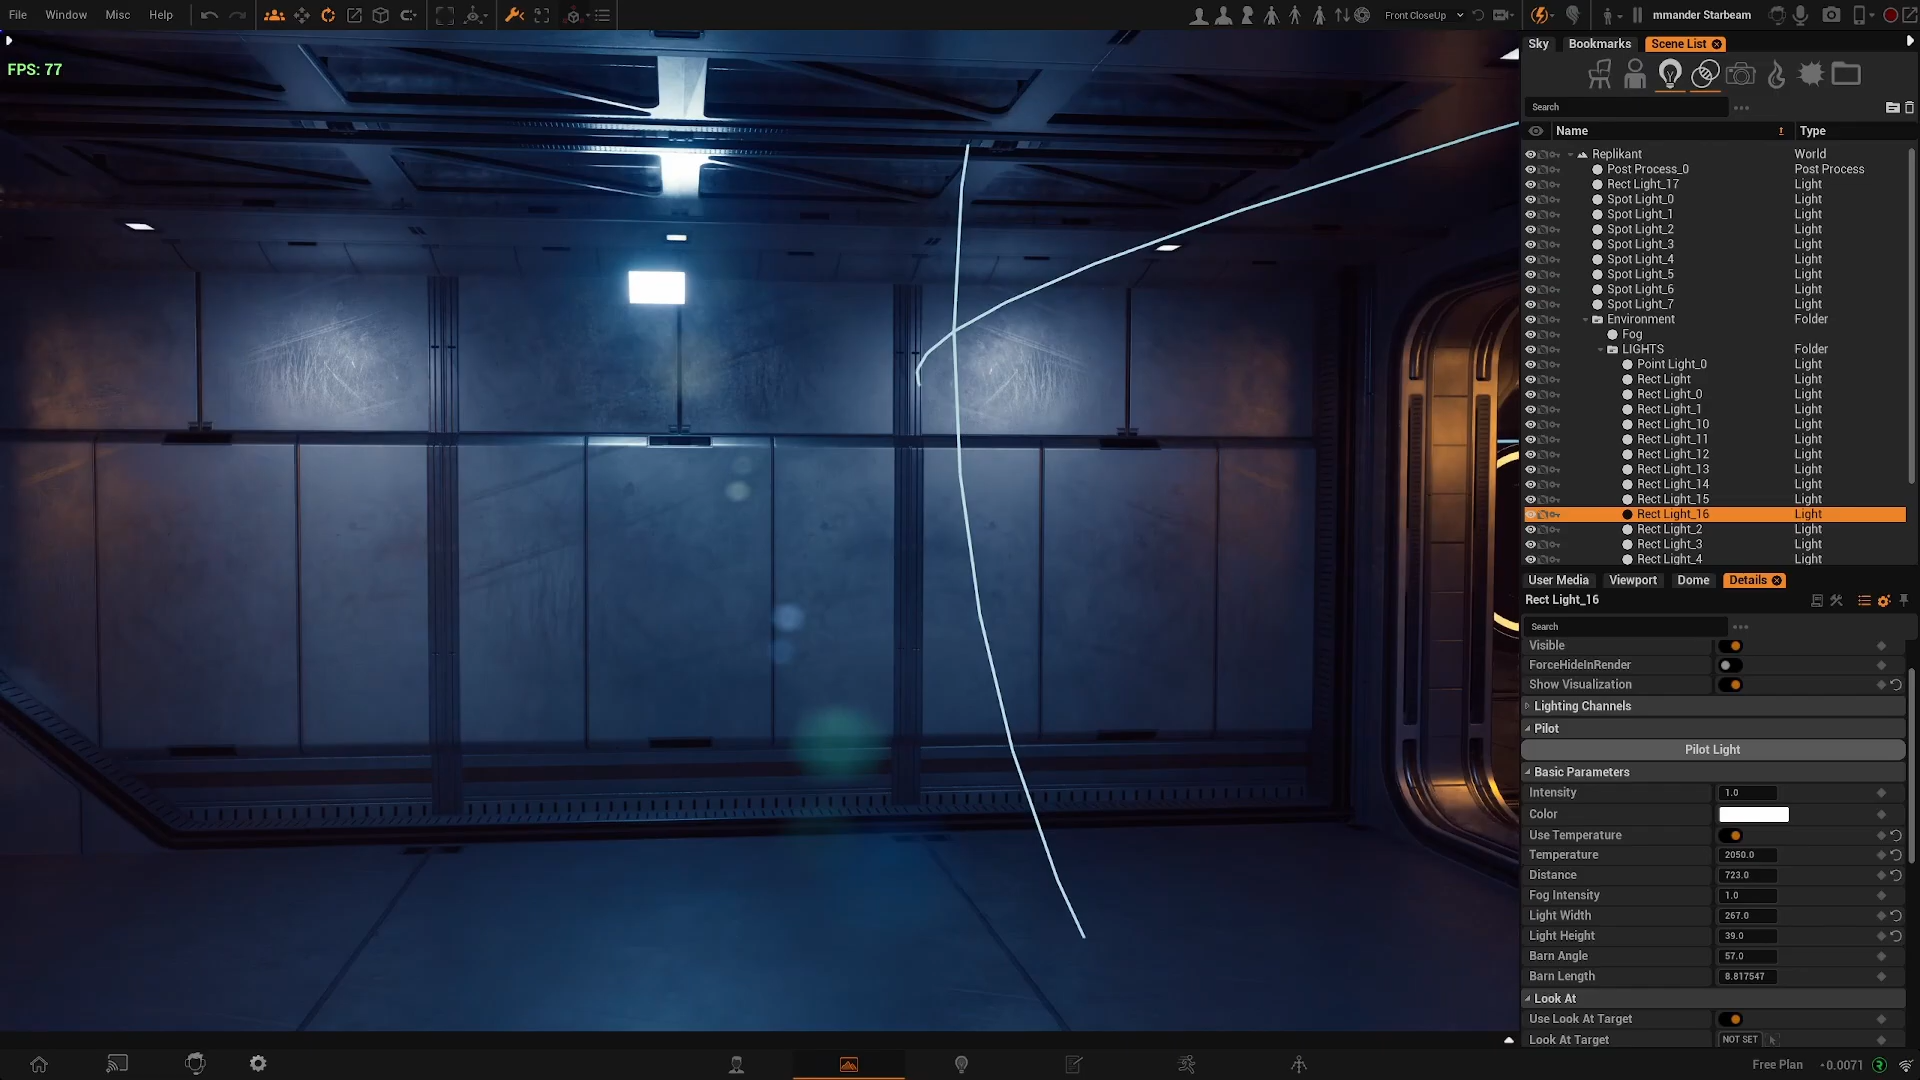 File Window Misc Help
Front CloseUp
mmander Starbeam
FPS: 77
Sky Bookmarks Scene List
Search
Name Type
Replikant World
Post Process_0 Post Process
Rect Light_17 Light
Spot Light_0 Light
Spot Light_1 Light
Spot Light_2 Light
Spot Light_3 Light
Spot Light_4 Light
Spot Light_5 Light
Spot Light_6 Light
Spot Light_7 Light
Environment Folder
Fog
LIGHTS Folder
Point Light_0 Light
Rect Light Light
Rect Light_0 Light
Rect Light_1 Light
Rect Light_10 Light
Rect Light_11 Light
Rect Light_12 Light
Rect Light_13 Light
Rect Light_14 Light
Rect Light_15 Light
Rect Light_16 Light
Rect Light_2 Light
Rect Light_3 Light
Rect Light_4 Light
User Media Viewport Dome Details
Rect Light_16
Search
Visible
ForceHideInRender
Show Visualization
Lighting Channels
Pilot
Pilot Light
Basic Parameters
Intensity 1.0
Color
Use Temperature
Temperature 2050.0
Distance 723.0
Fog Intensity 1.0
Light Width 267.0
Light Height 39.0
Barn Angle 57.0
Barn Length 8.817547
Look At
Use Look At Target
Look At Target NOT SET
Free Plan -0.0071